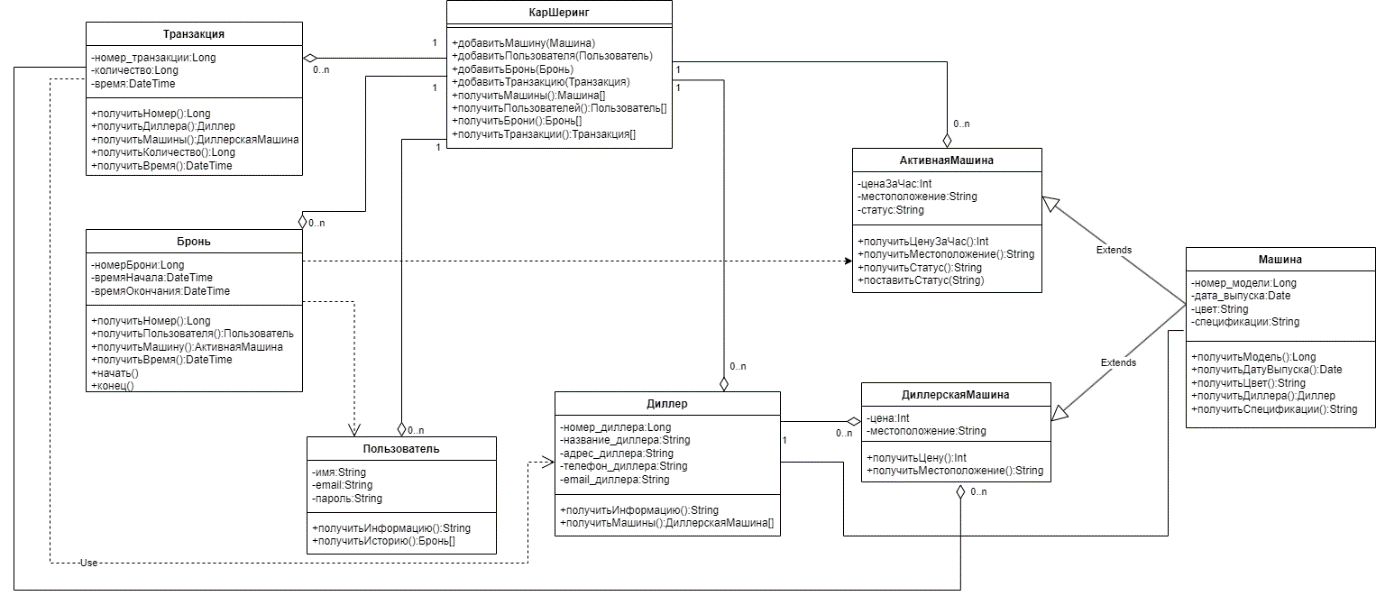 КарШеринг
+добавитьМашину(Машина)
+добавитьПользователя(Пользователь)
+добавитьБронь(Бронь)
+добавитьТранзакцию(Транзакция)
+получитьМашины():Машина[]
+получитьПользователей():Пользователь[]
+получитьБрони():Бронь[]
+получитьТранзакции():Транзакция[]
1
1
1
1
1
Транзакция
-номер_транзакции:Long
-количество:Long
-время:DateTime
+получитьНомер():Long
+получитьДиллера():Диллер
+получитьМашины():ДиллерскаяМашина
+получитьКоличество():Long
+получитьВремя():DateTime
0..n
0..n
Бронь
-номерБрони:Long
-времяНачала:DateTime
-времяОкончания:DateTime
+получитьНомер():Long
+получитьПользователя():Пользователь
+получитьМашину():АктивнаяМашина
+получитьВремя():DateTime
+начать()
+конец()
0..n
АктивнаяМашина
-ценаЗаЧас:Int
-местоположение:String
-статус:String
+получитьЦенуЗаЧас():Int
+получитьМестоположение():String
+получитьСтатус():String
+поставитьСтатус(String)
Extends
Extends
Машина
-номер_модели:Long
-дата_выпуска:Date
-цвет:String
-спецификации:String
+получитьМодель():Long
+получитьДатуВыпуска():Date
+получитьЦвет():String
+получитьДиллера():Диллер
+получитьСпецификации():String
0..n
Диллер
-номер_диллера:Long
-название_диллера:String
-адрес_диллера:String
-телефон_диллера:String
-email_диллера:String
+получитьИнформацию():String
+получитьМашины():ДиллерскаяМашина[]
1
0..n
ДиллерскаяМашина
-цена:Int
-местоположение:String
+получитьЦену():Int
+получитьМестоположение():String
0..n
0..n
Пользователь
-имя:String
-email:String
-пароль:String
+получитьИнформацию():String
+получитьИсторию():Бронь[]
Use